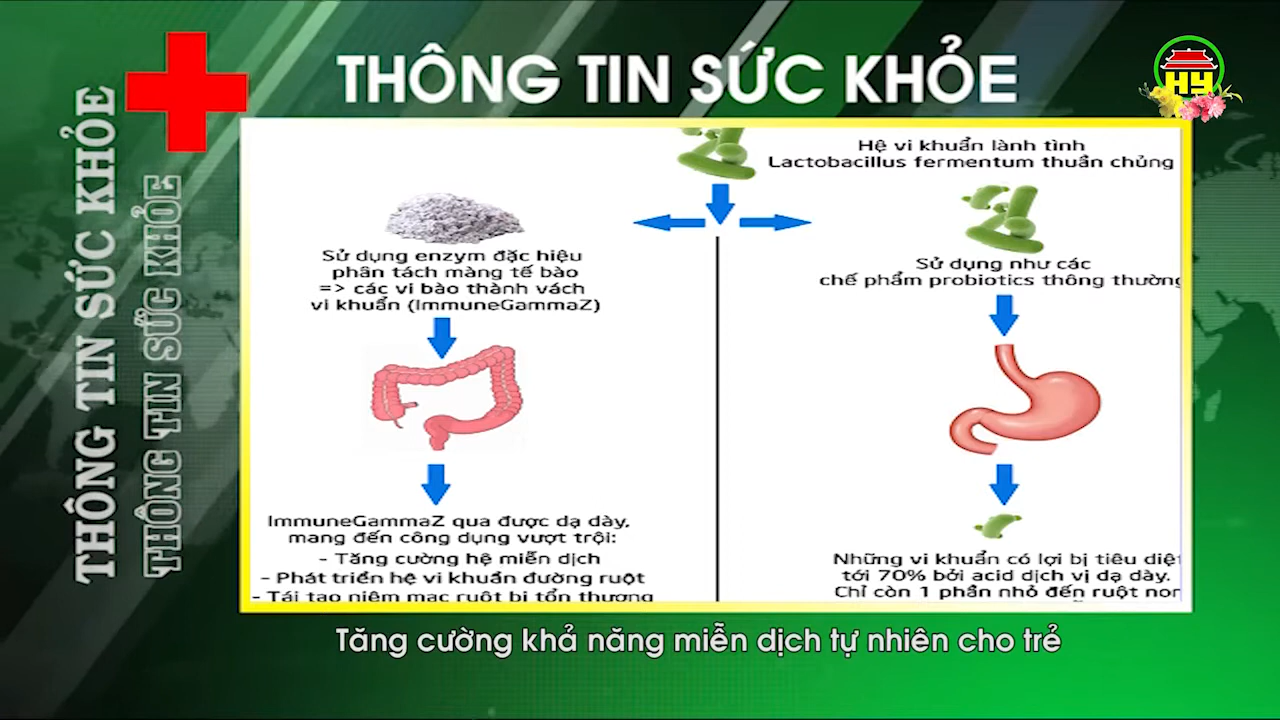 THÔNG TIN SỨC KHỎE
HY
THÔNG TIN SỨC KHỎE
THÔNG TIN SỨC KHỎE
Hệ vi khuẩn lành tình
Lactobacillus fermentum thuần chủng
Sử dụng enzym đặc hiệu
phân tách màng tế bào
=> các vi bào thành vách
vi khuẩn (ImmuneGammaZ)
Sử dụng như các
chế phẩm probiotics thông thường
ImmuneGammaZ qua được dạ dày,
mang đến công dụng vượt trội:
- Tăng cường hệ miễn dịch
- Phát triển hệ vi khuẩn đường ruột
- Tái tạo niêm mạc ruột bị tổn thương
Những vi khuẩn có lợi bị tiêu diệt
tới 70% bởi acid dịch vị dạ dày.
Chỉ còn 1 phần nhỏ đến ruột non
Tăng cường khả năng miễn dịch tự nhiên cho trẻ